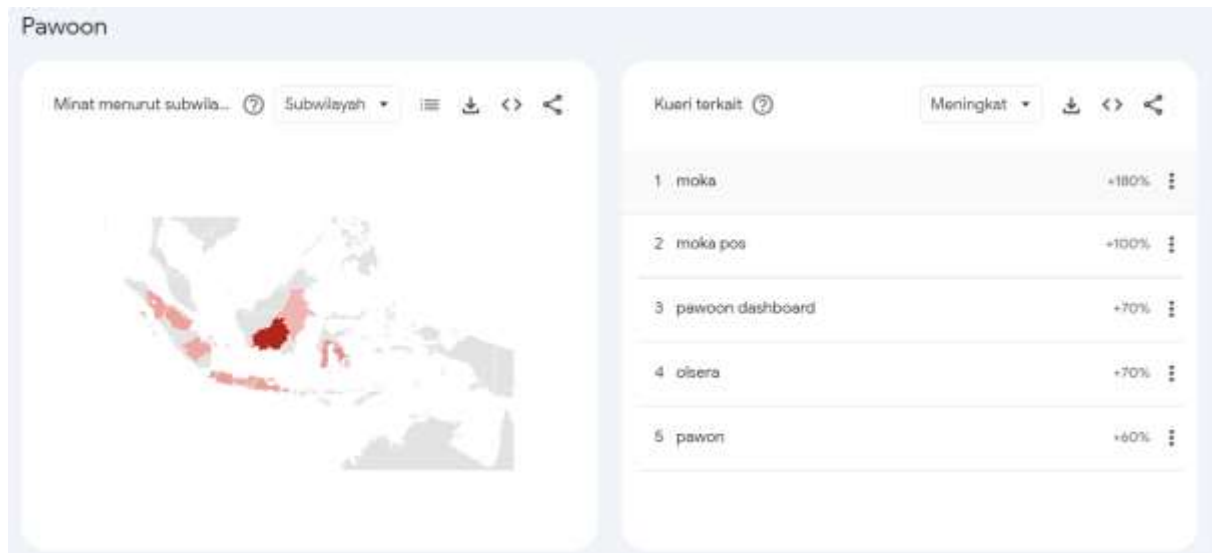 Pawoon
Minat menurut subwila... Subwilayah
Kueri terkait Meningkat
1 moka +180%
2 moka pos +100%
3 pawoon dashboard +70%
4 olsera +70%
5 pawon +60%